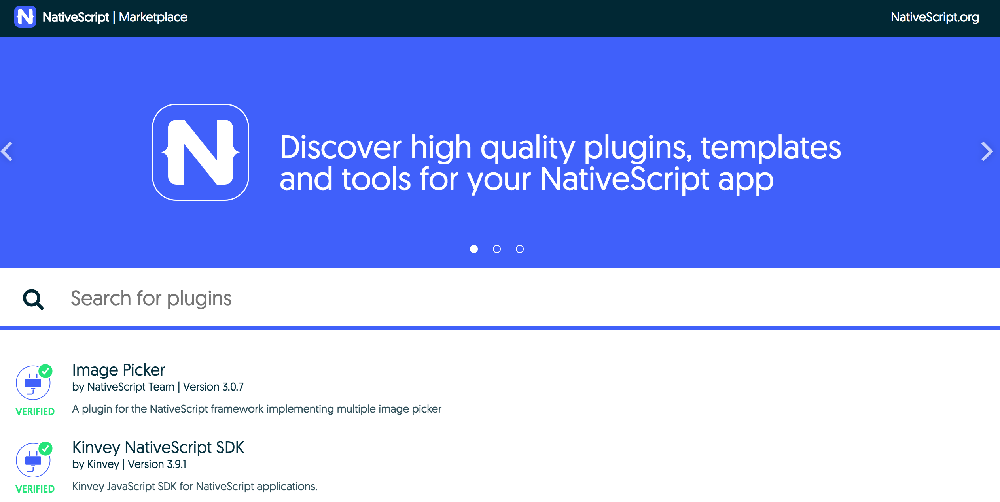 NativeScript | Marketplace
NativeScript.org
Discover high quality plugins, templates
and tools for your NativeScript app
Search for plugins
Image Picker
by NativeScript Team | Version 3.0.7
VERIFIED
A plugin for the NativeScript framework implementing multiple image picker
Kinvey NativeScript SDK
by Kinvey | Version 3.9.1
VERIFIED
Kinvey JavaScript SDK for NativeScript applications.